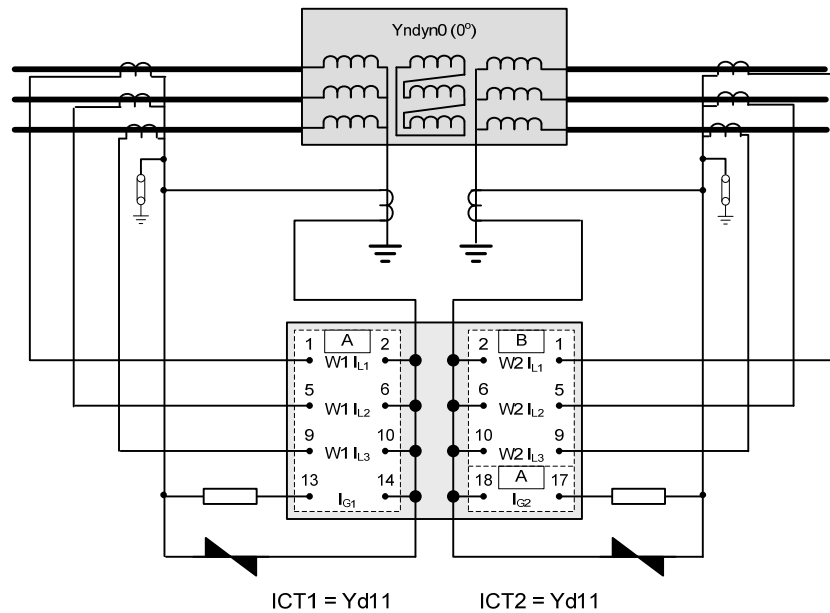 Yndyn0 (0°)
1 A 2
W1 IL1
5 6
W1 IL2
9 10
W1 IL3
13 14
IG1
2 B 1
W2 IL1
6 5
W2 IL2
10 9
W2 IL3
18 A 17
IG2
ICT1 = Yd11
ICT2 = Yd11